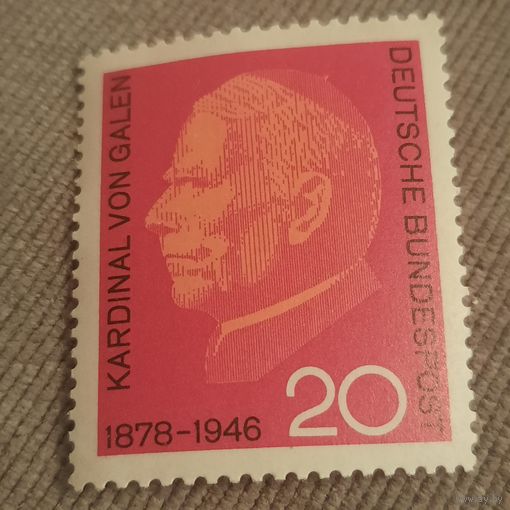 KARDINAL VON GALEN
DEUTSCHE BUNDESPOST
1878-1946
20